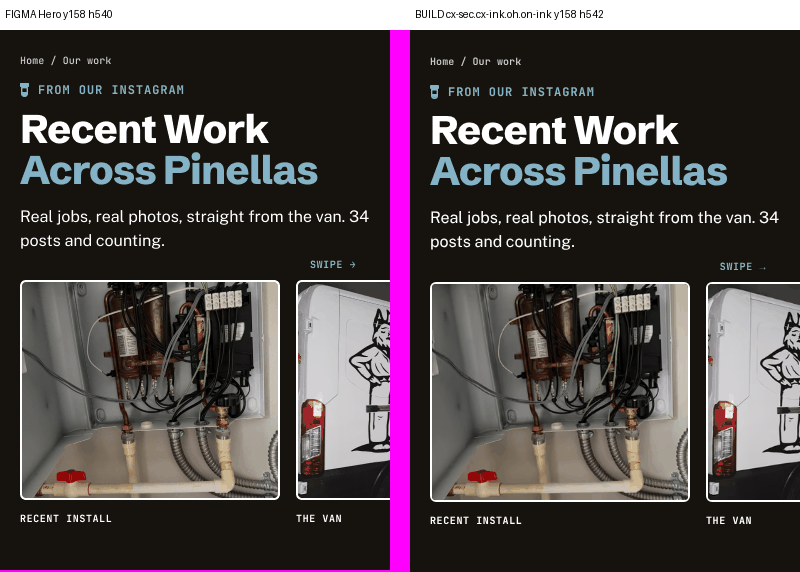 FIGMA Hero y158 h540
Home / Our work
FROM OUR INSTAGRAM
Recent Work
Across Pinellas
Real jobs, real photos, straight from the van. 34
posts and counting.
SWIPE →
RECENT INSTALL
THE VAN
BUILD cx-sec.cx-ink.oh.on-ink y158 h542
Home / Our work
FROM OUR INSTAGRAM
Recent Work
Across Pinellas
Real jobs, real photos, straight from the van. 34
posts and counting.
SWIPE →
RECENT INSTALL
THE VAN